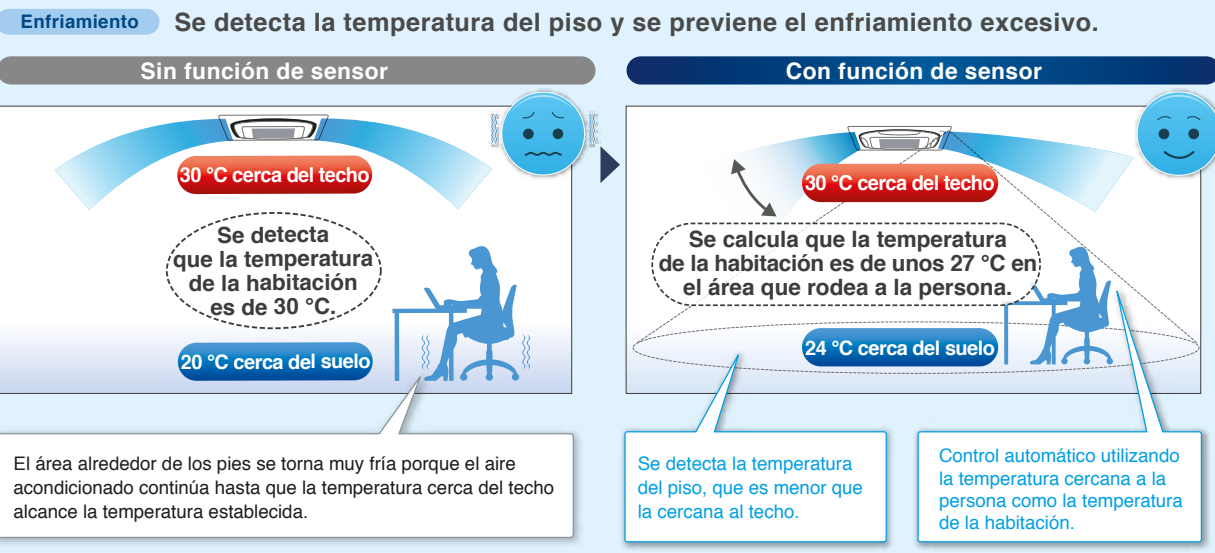 Enfriamiento Se detecta la temperatura del piso y se previene el enfriamiento excesivo.
Sin función de sensor
30 °C cerca del techo
Se detecta
que la temperatura
de la habitación
es de 30 °C.
20 °C cerca del suelo
El área alrededor de los pies se torna muy fría porque el aire
acondicionado continúa hasta que la temperatura cerca del techo
alcance la temperatura establecida.
Con función de sensor
30 °C cerca del techo
Se calcula que la temperatura
de la habitación es de unos 27 °C en
el área que rodea a la persona.
24 °C cerca del suelo
Se detecta la temperatura
del piso, que es menor que
la cercana al techo.
Control automático utilizando
la temperatura cercana a la
persona como la temperatura
de la habitación.